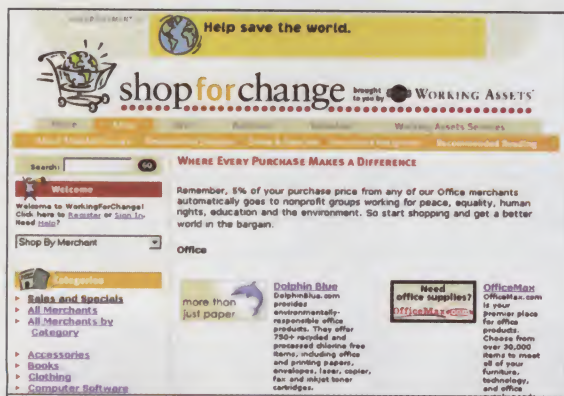 ADVERTISEMENT
Help save the world.
shopforchange brought to you by WORKING ASSETS
Home
Working Assets Services
Recommended Reading
Search: GO
WHERE EVERY PURCHASE MAKES A DIFFERENCE
Welcome
Welcome to WorkingForChange!
Click here to Register or Sign In.
Need Help?
Shop By Merchant
Remember, 5% of your purchase price from any of our Office merchants
automatically goes to nonprofit groups working for peace, equality, human
rights, education and the environment. So start shopping and get a better
world in the bargain.
Office
Categories
Sales and Specials
All Merchants
All Merchants by
Category
Accessories
Books
Clothing
Computer Software
more than
just paper
Dolphin Blue
DolphinBlue.com
provides
environmentally-
responsible office
products. They offer
750+ recycled and
processed chlorine free
items, including office
and printing papers,
envelopes, laser, copier,
fax and inkjet toner
cartridges.
Need
office supplies?
OfficeMax.com
OfficeMax
OfficeMax.com
is your
premier place
for office
products.
Choose from
over 30,000
items to meet
all of your
furniture,
technology,
and office